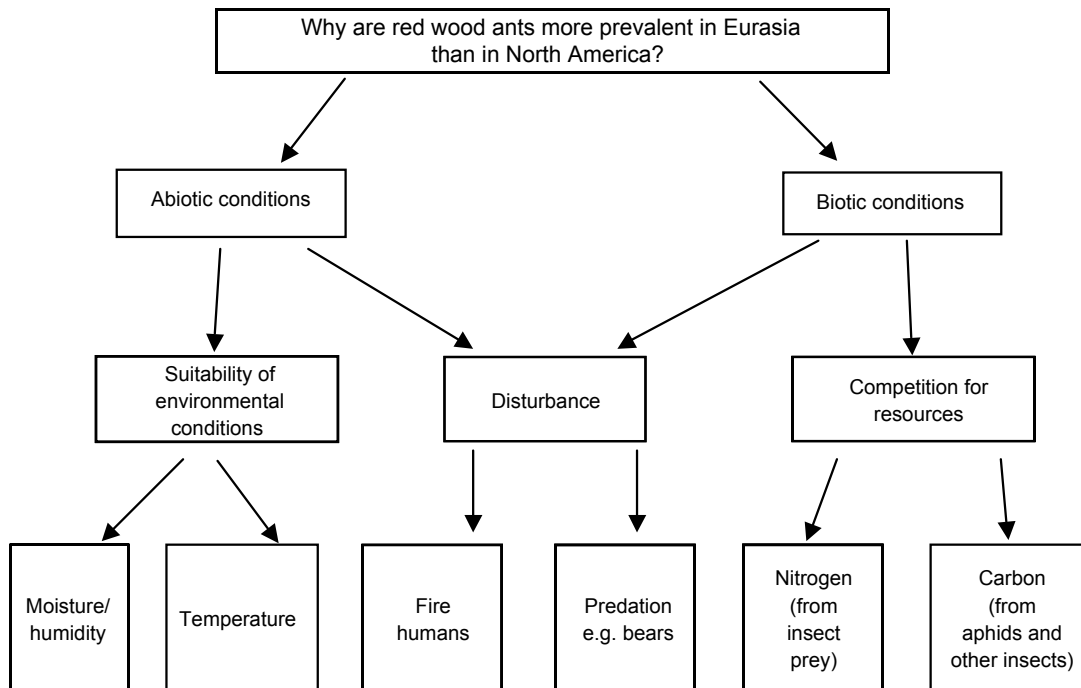 Why are red wood ants more prevalent in Eurasia
than in North America?
Abiotic conditions
Biotic conditions
Suitability of
environmental
conditions
Disturbance
Competition for
resources
Moisture/
humidity
Temperature
Fire
humans
Predation
e.g. bears
Nitrogen
(from
insect
prey)
Carbon
(from
aphids and
other insects)